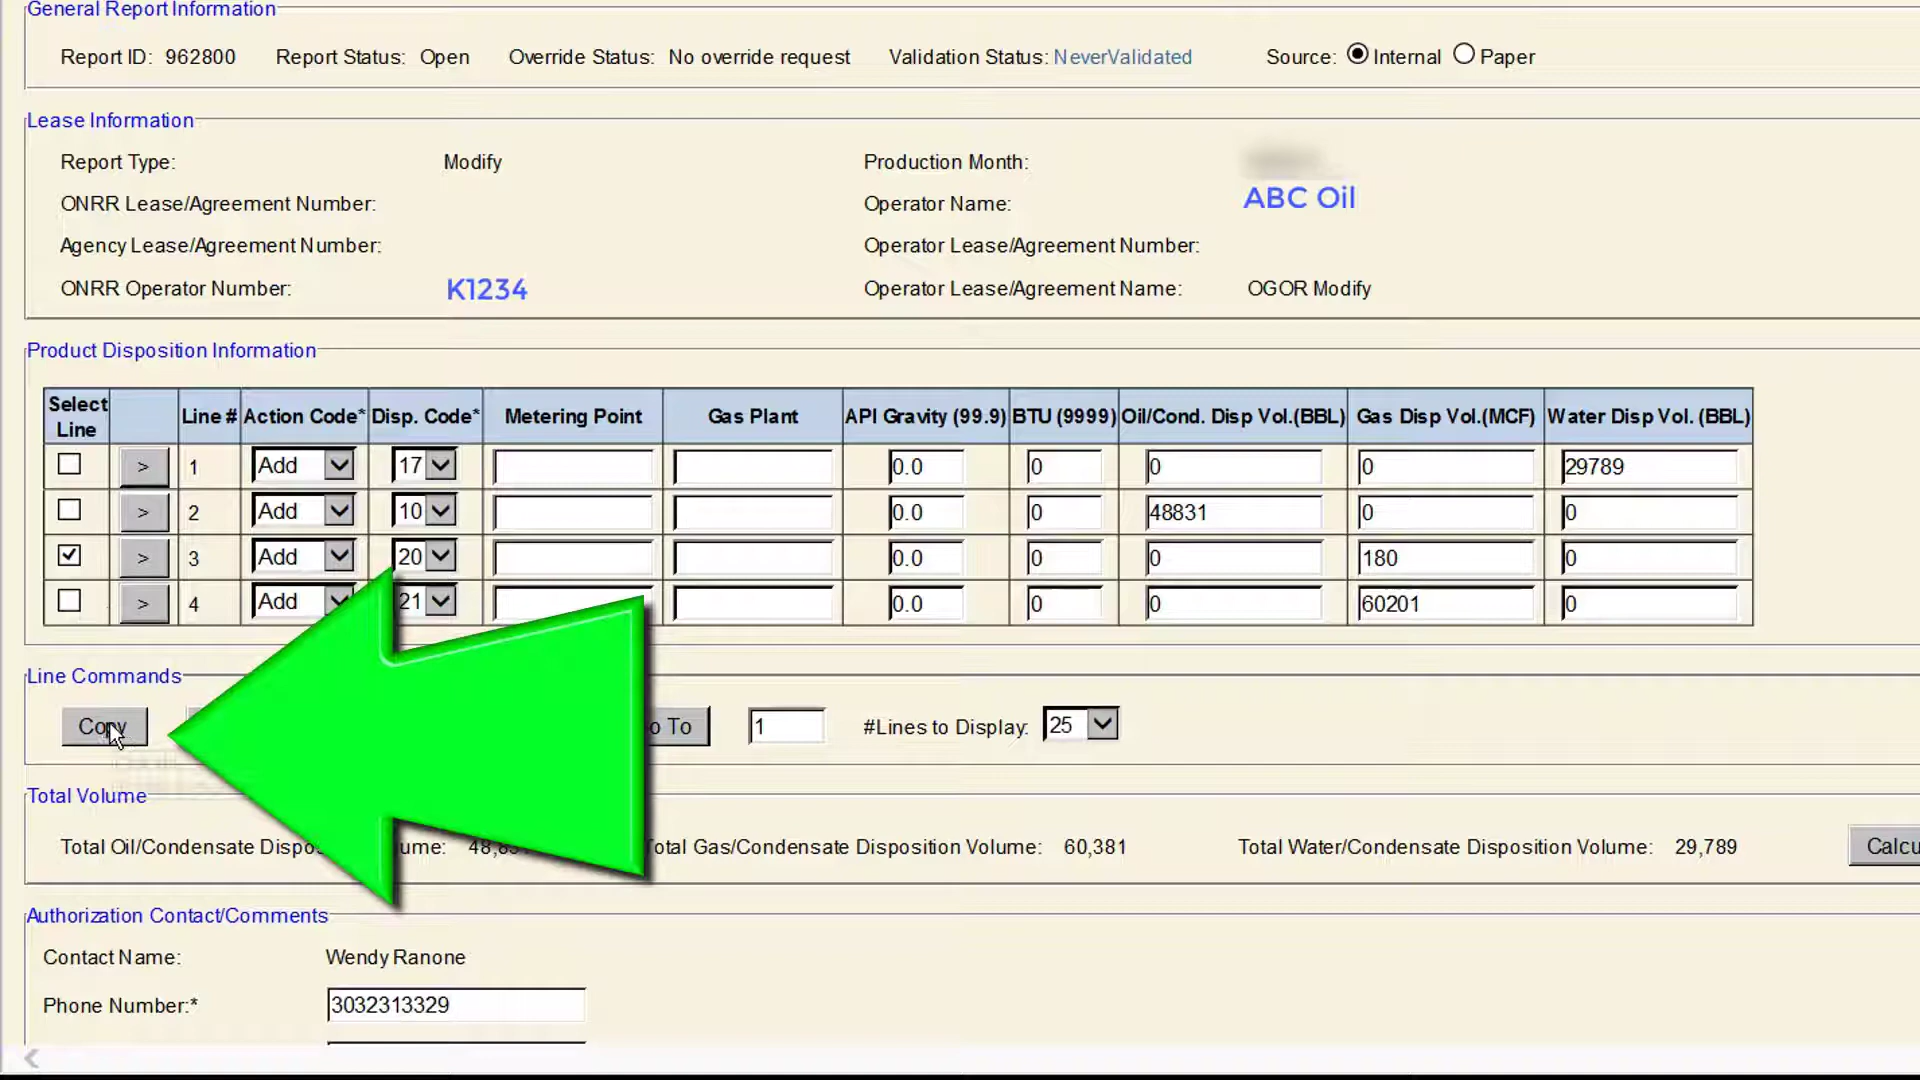 General Report Information
Report ID: 962800 Report Status: Open Override Status: No override request Validation Status: NeverValidated Source: Internal Paper
Lease Information
Report Type: Modify Production Month:
ABC Oil
ONRR Lease/Agreement Number: Operator Name:
Agency Lease/Agreement Number: Operator Lease/Agreement Number:
ONRR Operator Number: K1234 Operator Lease/Agreement Name: OGOR Modify
Product Disposition Information
Select Line Line # Action Code* Disp. Code* Metering Point Gas Plant API Gravity (99.9) BTU (9999) Oil/Cond. Disp Vol.(BBL) Gas Disp Vol.(MCF) Water Disp Vol. (BBL)
> 1 Add 17 0.0 0 0 0 29789
> 2 Add 10 0.0 0 48831 0 0
> 3 Add 20 0.0 0 0 180 0
> 4 Add 21 0.0 0 0 60201 0
Line Commands
Copy To 1 #Lines to Display: 25
Total Volume
Total Oil/Condensate Total Gas/Condensate Disposition Volume: 60,381 Total Water/Condensate Disposition Volume: 29,789
Authorization Contact/Comments
Contact Name: Wendy Ranone
Phone Number:* 3032313329